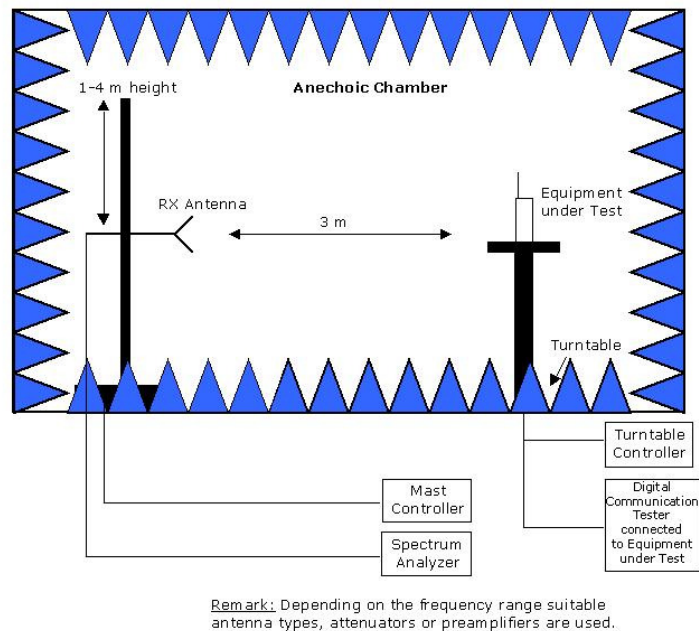 1-4 m height
Anechoic Chamber
RX Antenna
3 m
Equipment
under Test
Turntable
Turntable
Controller
Mast
Controller
Digital
Communication
Tester
connected
to Equipment
under Test
Spectrum
Analyzer
Remark: Depending on the frequency range suitable
antenna types, attenuators or preamplifiers are used.